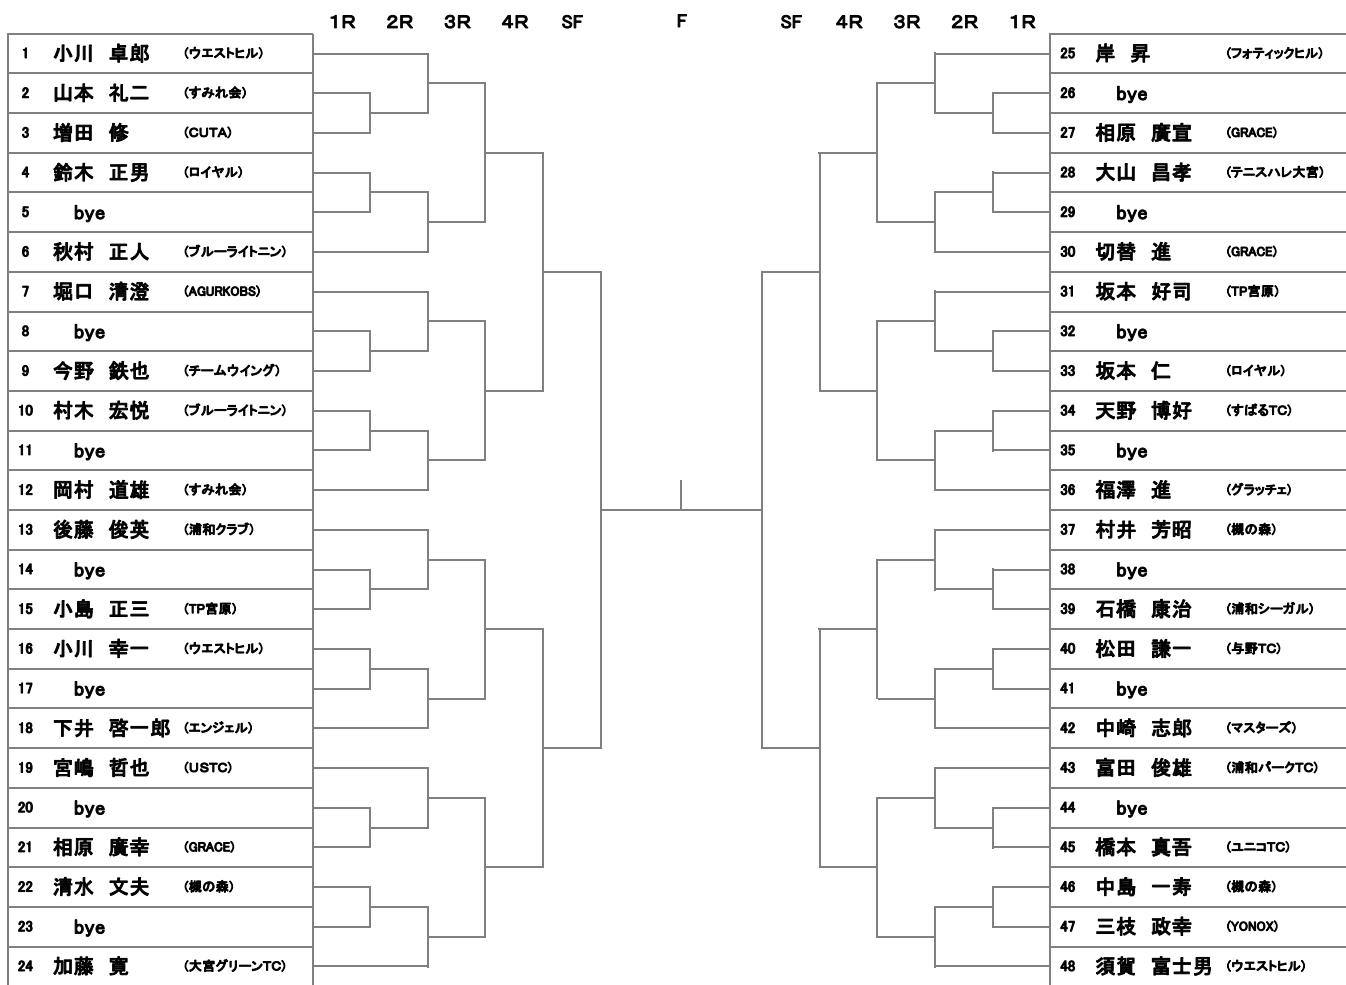 1R 2R 3R 4R SF F SF 4R 3R 2R 1R
1 小川 卓郎 (ウエストヒル) 25 岸 昇 (フォティックヒル)
2 山本 礼二 (すみれ会) 26 bye
3 増田 修 (CUTA) 27 相原 廣宣 (GRACE)
4 鈴木 正男 (ロイヤル) 28 大山 昌孝 (テニスハレ大宮)
5 bye 29 bye
6 秋村 正人 (ブルーライトニン) 30 切替 進 (GRACE)
7 堀口 清澄 (AGURKOBS) 31 坂本 好司 (TP宮原)
8 bye 32 bye
9 今野 鉄也 (チームウイング) 33 坂本 仁 (ロイヤル)
10 村木 宏悦 (ブルーライトニン) 34 天野 博好 (すばるTC)
11 bye 35 bye
12 岡村 道雄 (すみれ会) 36 福澤 進 (グラッチェ)
13 後藤 俊英 (浦和クラブ) 37 村井 芳昭 (槻の森)
14 bye 38 bye
15 小島 正三 (TP宮原) 39 石橋 康治 (浦和シーガル)
16 小川 幸一 (ウエストヒル) 40 松田 謙一 (与野TC)
17 bye 41 bye
18 下井 啓一郎 (エンジェル) 42 中崎 志郎 (マスターズ)
19 宮嶋 哲也 (USTC) 43 富田 俊雄 (浦和パークTC)
20 bye 44 bye
21 相原 廣幸 (GRACE) 45 橋本 真吾 (ユニコTC)
22 清水 文夫 (槻の森) 46 中島 一寿 (槻の森)
23 bye 47 三枝 政幸 (YONOX)
24 加藤 寛 (大宮グリーンTC) 48 須賀 富士男 (ウエストヒル)